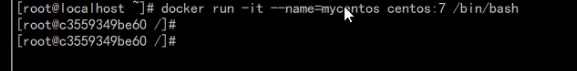 [root@localhost ~]# docker run -it --name=mycentos centos:7 /bin/bash
[root@c3559349be60 /]#
[root@c3559349be60 /]#